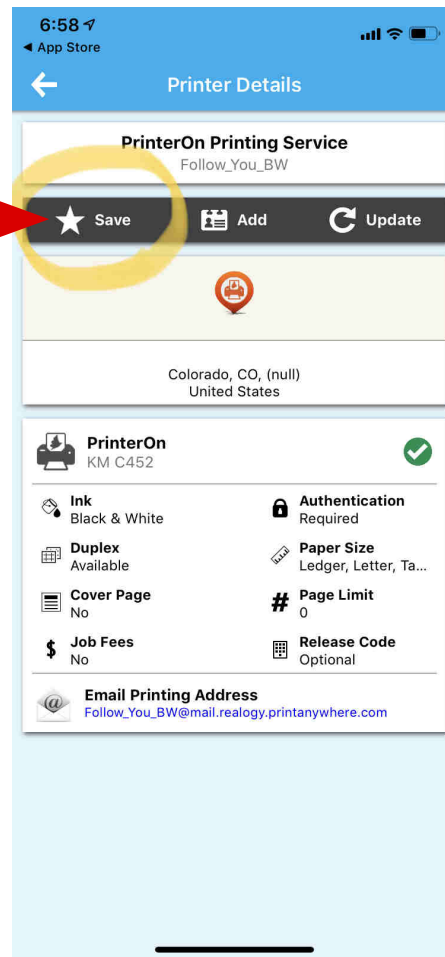 6:58
◀ App Store
Printer Details
PrinterOn Printing Service
Follow_You_BW
Save
Add
Update
Colorado, CO, (null)
United States
PrinterOn
KM C452
Ink
Black & White
Authentication
Required
Duplex
Available
Paper Size
Ledger, Letter, Ta...
Cover Page
No
# Page Limit
0
$ Job Fees
No
Release Code
Optional
@ Email Printing Address
Follow_You_BW@mail.realogy.printanywhere.com